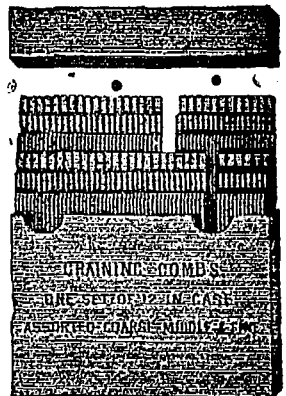 GRAINING COMBS
ONE SET OF 12 IN CASE
ASSORTED COARSE MIDDLE & FINE